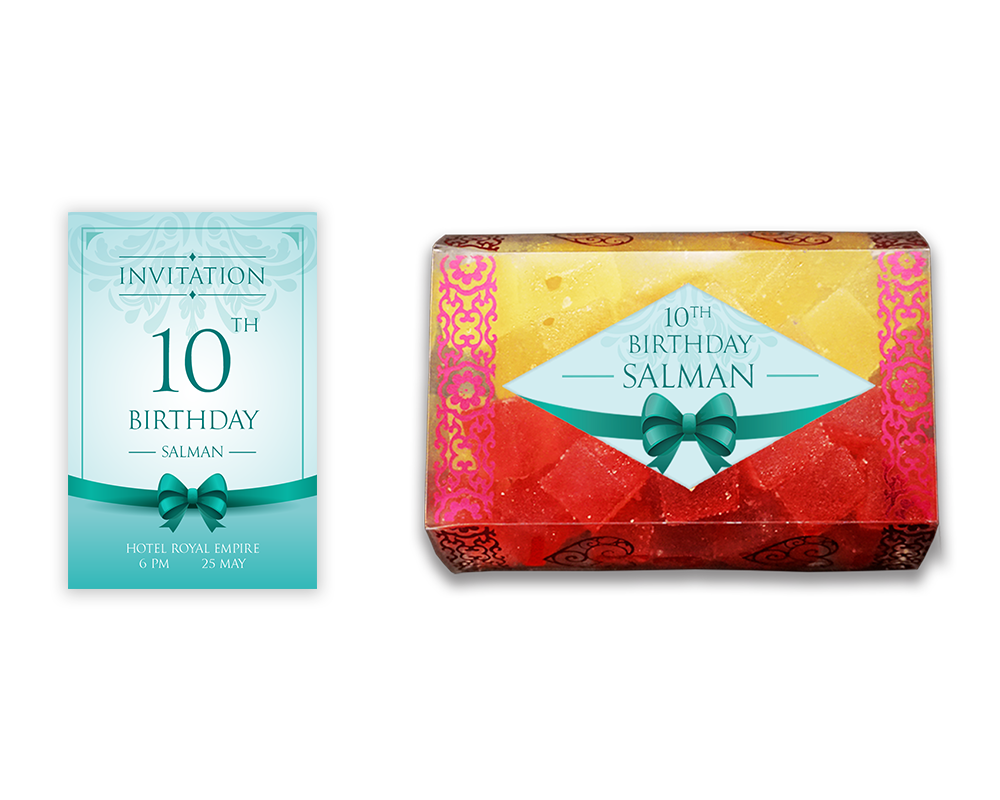 INVITATION
10TH
BIRTHDAY
SALMAN
HOTEL ROYAL EMPIRE
6 PM 25 MAY
10TH
BIRTHDAY
SALMAN